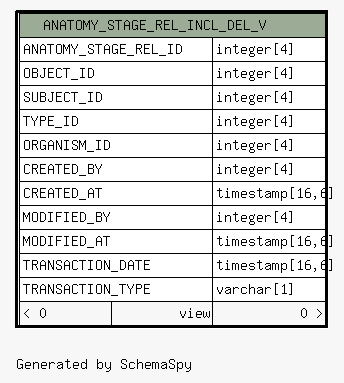 ANATOMY_STAGE_REL_INCL_DEL_V
ANATOMY_STAGE_REL_ID integer[4]
OBJECT_ID integer[4]
SUBJECT_ID integer[4]
TYPE_ID integer[4]
ORGANISM_ID integer[4]
CREATED_BY integer[4]
CREATED_AT timestamp[16,6]
MODIFIED_BY integer[4]
MODIFIED_AT timestamp[16,6]
TRANSACTION_DATE timestamp[16,6]
TRANSACTION_TYPE varchar[1]
< 0 view 0 >
Generated by SchemaSpy